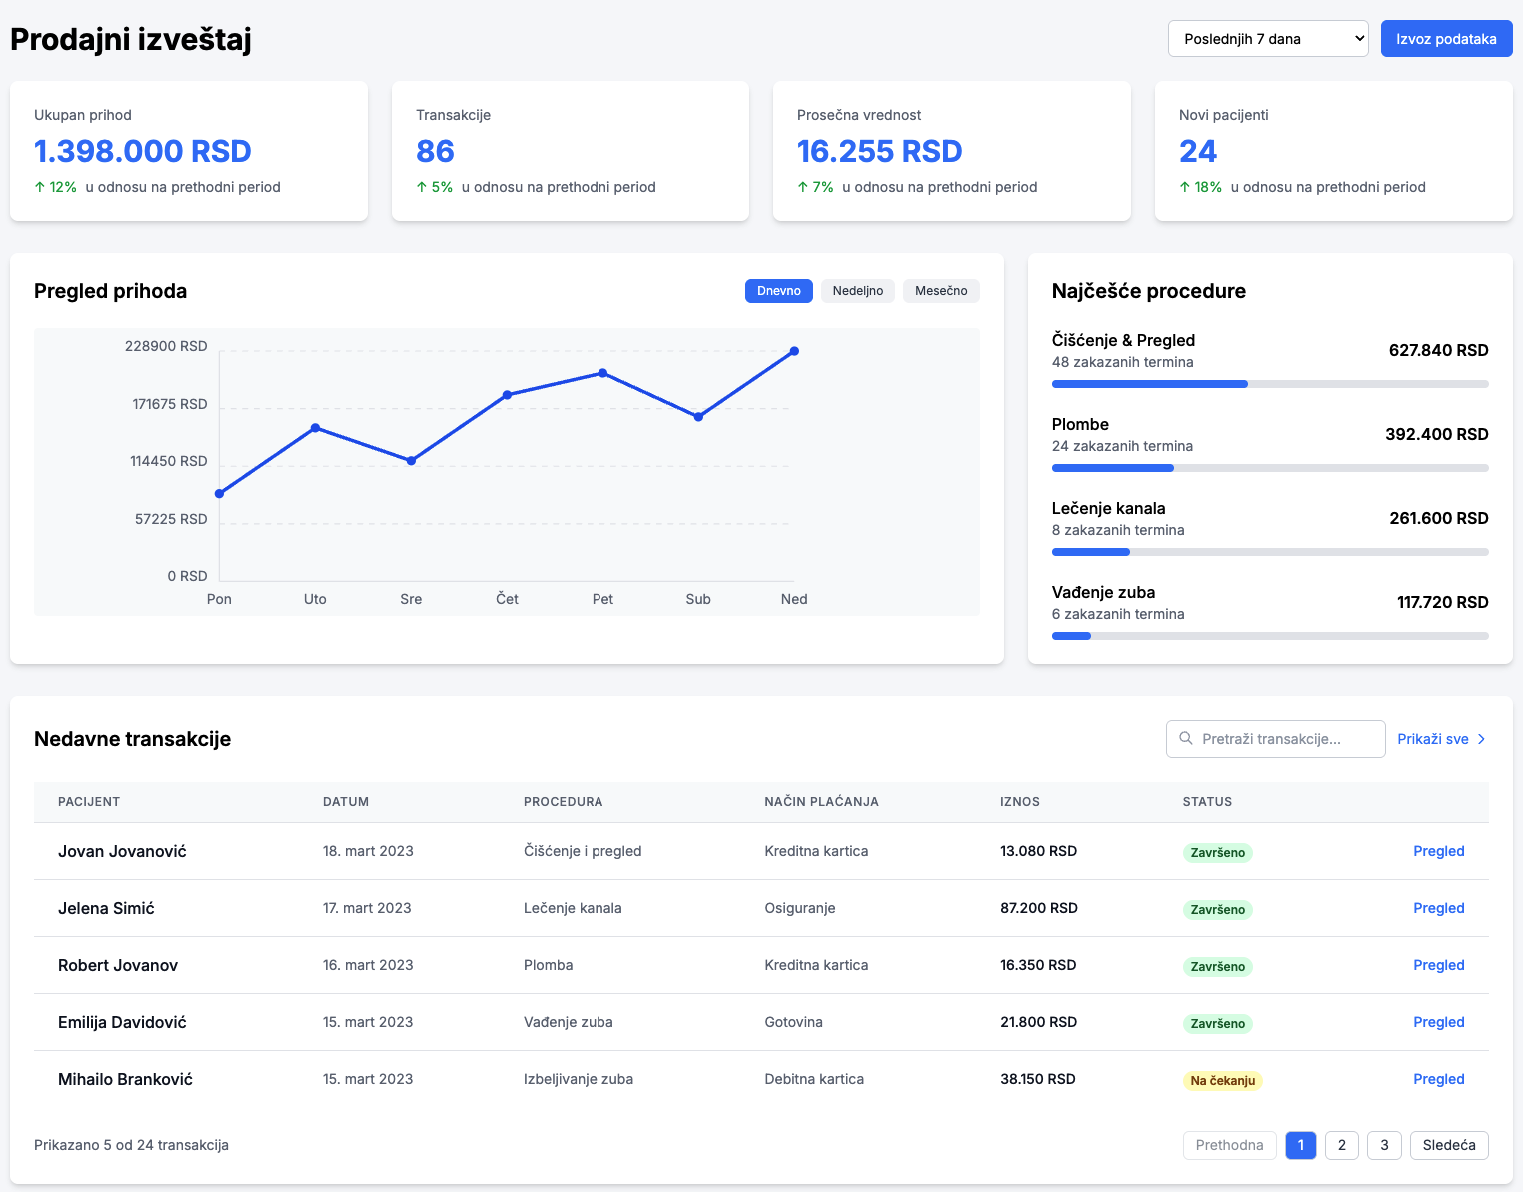 Prodajni izveštaj
Poslednjih 7 dana
Izvoz podataka
Ukupan prihod
1.398.000 RSD
↑ 12% u odnosu na prethodni period
Transakcije
86
↑ 5% u odnosu na prethodni period
Prosečna vrednost
16.255 RSD
↑ 7% u odnosu na prethodni period
Novi pacijenti
24
↑ 18% u odnosu na prethodni period
Pregled prihoda
Dnevno
Nedeljno
Mesečno
228900 RSD
171675 RSD
114450 RSD
57225 RSD
0 RSD
Pon Uto Sre Čet Pet Sub Ned
Najčešće procedure
Čišćenje & Pregled
48 zakazanih termina
627.840 RSD
Plombe
24 zakazanih termina
392.400 RSD
Lečenje kanala
8 zakazanih termina
261.600 RSD
Vađenje zuba
6 zakazanih termina
117.720 RSD
Nedavne transakcije
Pretraži transakcije...
Prikaži sve
PACIJENT DATUM PROCEDURA NAČIN PLAĆANJA IZNOS STATUS
Jovan Jovanović 18. mart 2023 Čišćenje i pregled Kreditna kartica 13.080 RSD Završeno Pregled
Jelena Simić 17. mart 2023 Lečenje kanala Osiguranje 87.200 RSD Završeno Pregled
Robert Jovanov 16. mart 2023 Plomba Kreditna kartica 16.350 RSD Završeno Pregled
Emilija Davidović 15. mart 2023 Vađenje zuba Gotovina 21.800 RSD Završeno Pregled
Mihailo Branković 15. mart 2023 Izbeljivanje zuba Debitna kartica 38.150 RSD Na čekanju Pregled
Prikazano 5 od 24 transakcija
Prethodna 1 2 3 Sledeća